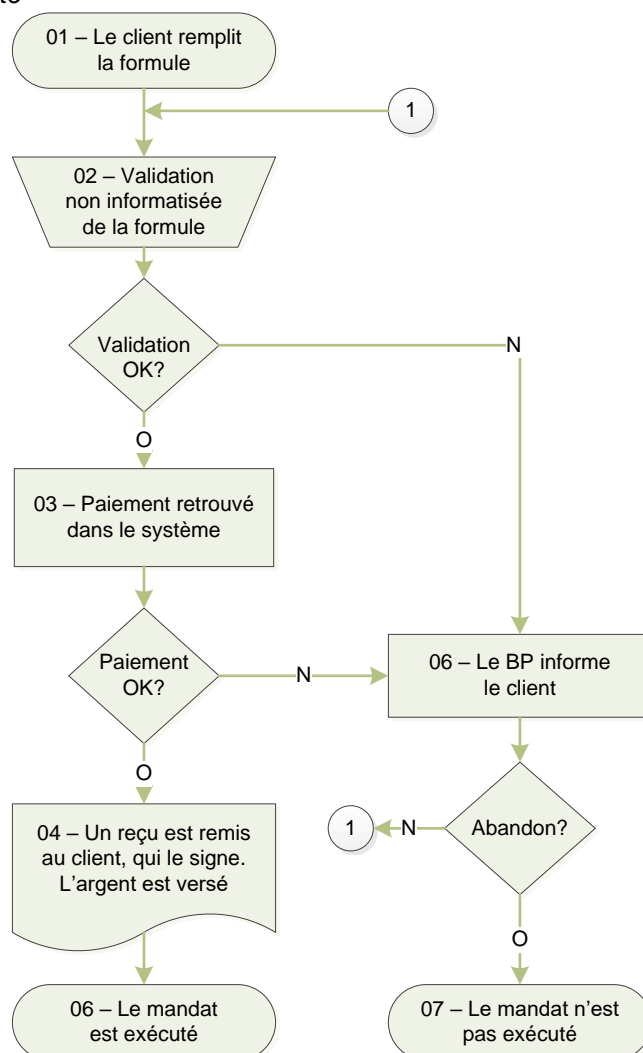 01 – Le client remplit
la formule
1
02 – Validation
non informatisée
de la formule
Validation
OK?
N
O
03 – Paiement retrouvé
dans le système
Paiement
OK?
N
06 – Le BP informe
le client
O
04 – Un reçu est remis
au client, qui le signe.
L'argent est versé
1
N
Abandon?
O
06 – Le mandat
est exécuté
07 – Le mandat n'est
pas exécuté